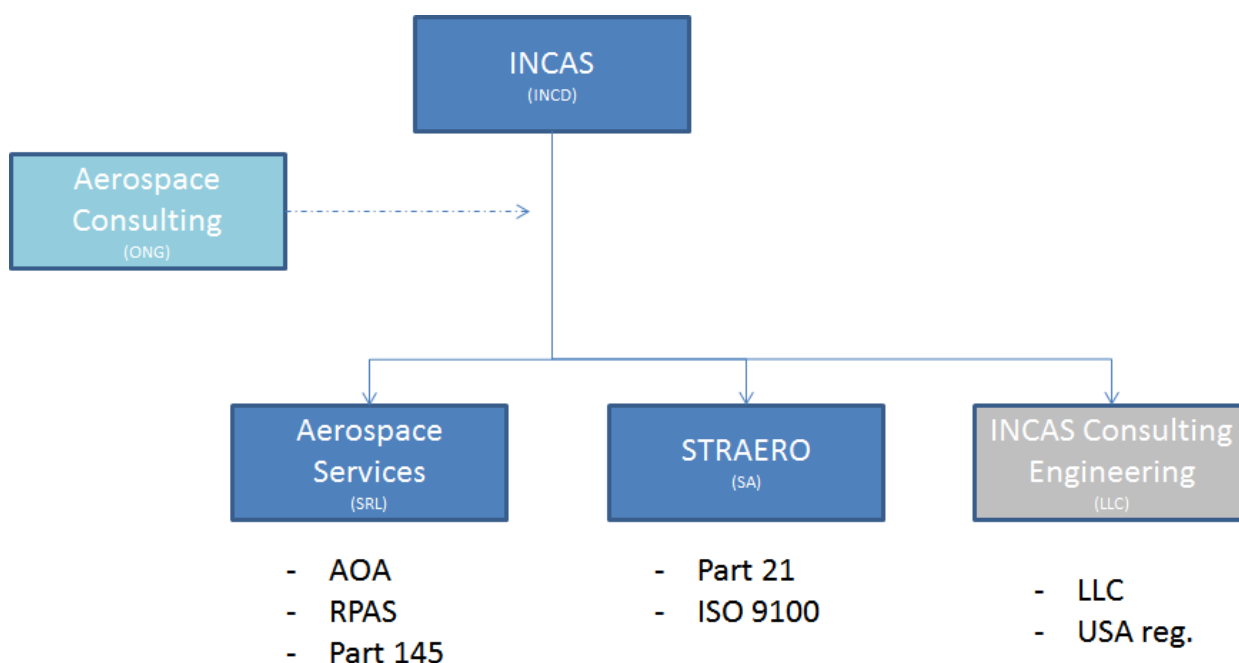 INCAS
(INCD)
Aerospace
Consulting
(ONG)
Aerospace
Services
(SRL)
STRAERO
(SA)
INCAS Consulting
Engineering
(LLC)
- AOA
- RPAS
- Part 145
- Part 21
- ISO 9100
- LLC
- USA reg.